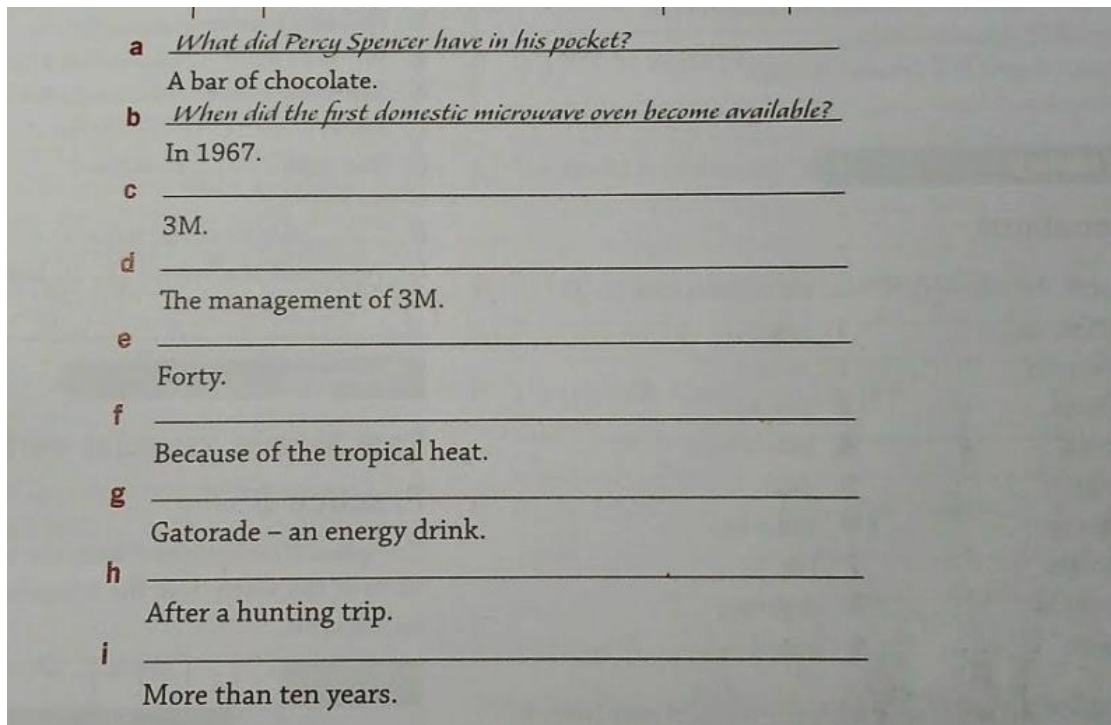 a What did Percy Spencer have in his pocket?
A bar of chocolate.
b When did the first domestic microwave oven become available?
In 1967.
c
3M.
d
The management of 3M.
e
Forty.
f
Because of the tropical heat.
g
Gatorade – an energy drink.
h
After a hunting trip.
i
More than ten years.